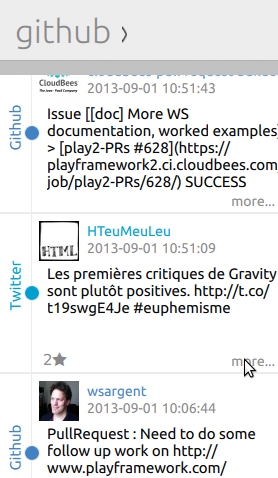 github ›
CloudBees
The Java PaaS Company
2013-09-01 10:51:43
Github
Issue [[doc] More WS
documentation, worked examples]
> [play2-PRs #628](https://
playframework2.ci.cloudbees.com
job/play2-PRs/628/) SUCCESS
more...
HTML
HTeuMeuLeu
2013-09-01 10:51:09
Twitter
Les premières critiques de Gravity
sont plutôt positives. http://t.co/
t19swgE4Je #euphemisme
2★
more...
wsargent
2013-09-01 10:06:44
Github
PullRequest : Need to do some
follow up work on http://
www.playframework.com/